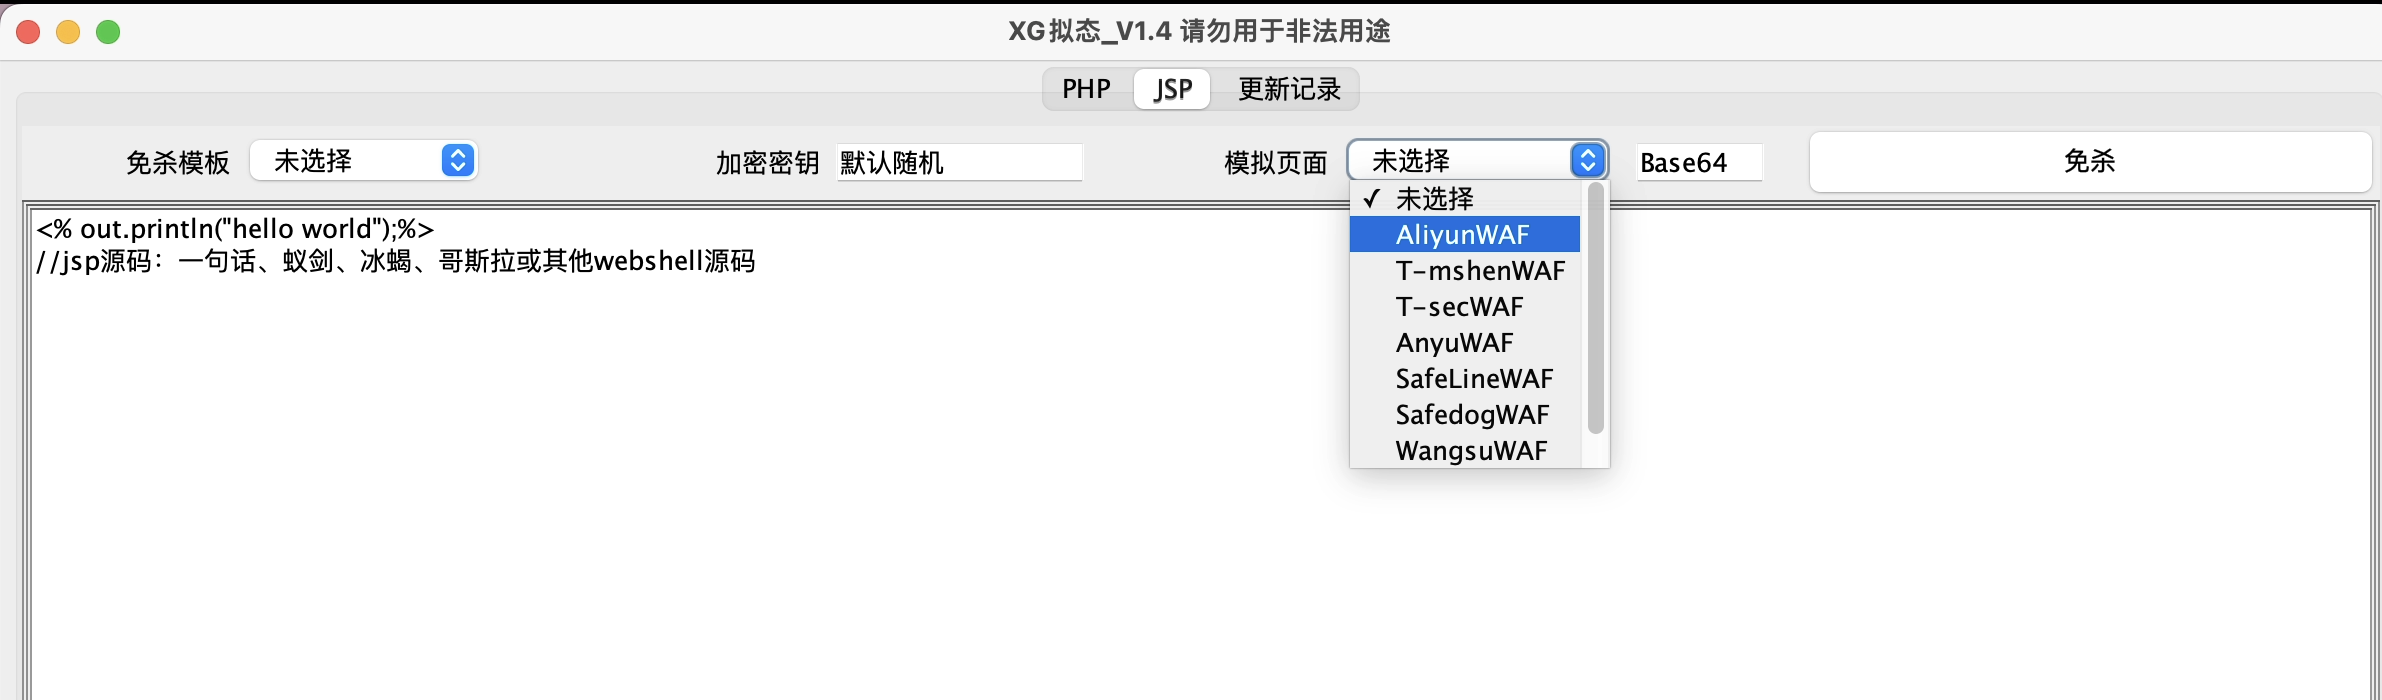 XG拟态_V1.4 请勿用于非法用途
PHP JSP 更新记录
免杀模板 未选择 加密密钥 默认随机 模拟页面 未选择 Base64 免杀
✓ 未选择
AliyunWAF
T-mshenWAF
T-secWAF
AnyuWAF
SafeLineWAF
SafedogWAF
WangsuWAF
<% out.println("hello world");%>
//jsp源码：一句话、蚁剑、冰蝎、哥斯拉或其他webshell源码